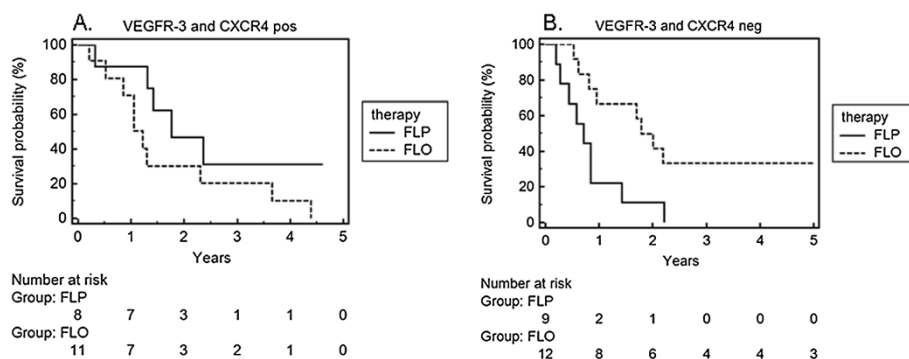 A.
VEGFR-3 and CXCR4 pos
Survival probability (%)
100
80
60
40
20
0
0 1 2 3 4 5
Years
therapy
FLP
FLO
Number at risk
Group: FLP
8 7 3 1 1 0
Group: FLO
11 7 3 2 1 0
B.
VEGFR-3 and CXCR4 neg
Survival probability (%)
100
80
60
40
20
0
0 1 2 3 4 5
Years
therapy
FLP
FLO
Number at risk
Group: FLP
9 2 1 0 0 0
Group: FLO
12 8 6 4 4 3